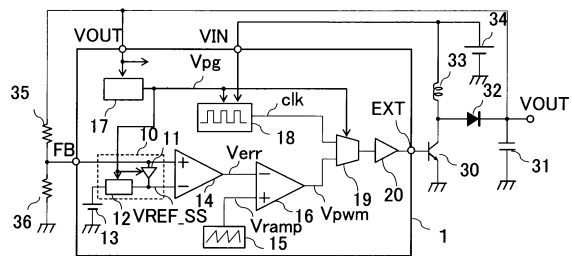 VOUT
VIN
34
Vpg
33
32
VOUT
35
17
clk
EXT
10
11
18
FB
Verr
31
30
19
20
14
12
VREF_SS
16
Vpwm
36
13
Vramp
15
1